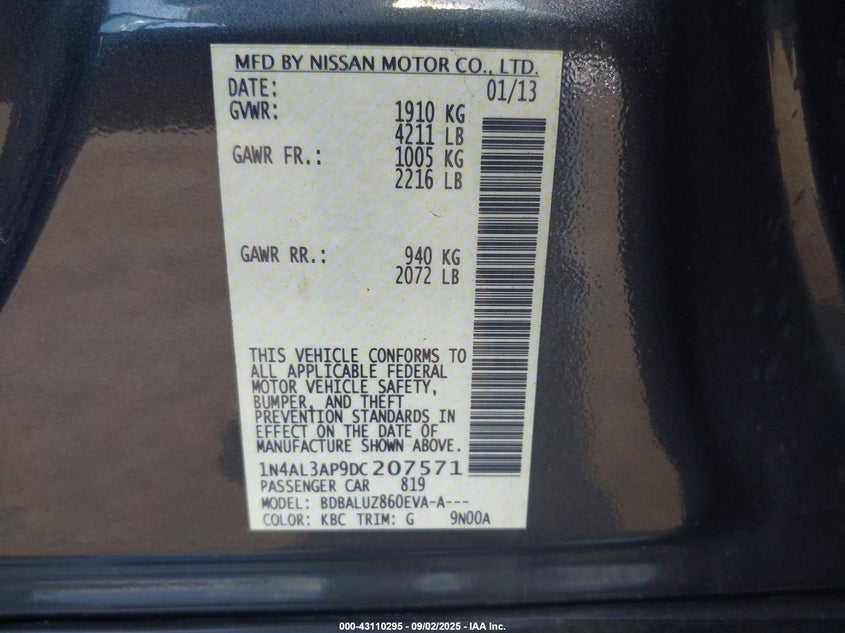 MFD BY NISSAN MOTOR CO., LTD.
DATE: 01/13
GVWR: 1910 KG
4211 LB
GAWR FR.: 1005 KG
2216 LB
GAWR RR.: 940 KG
2072 LB
THIS VEHICLE CONFORMS TO
ALL APPLICABLE FEDERAL
MOTOR VEHICLE SAFETY,
BUMPER, AND THEFT
PREVENTION STANDARDS IN
EFFECT ON THE DATE OF
MANUFACTURE SHOWN ABOVE.
1N4AL3AP9DC207571
PASSENGER CAR 819
MODEL: BDBALUZ860EVA-A---
COLOR: KBC TRIM: G 9N00A
000-43110295 - 09/02/2025 - IAA Inc.